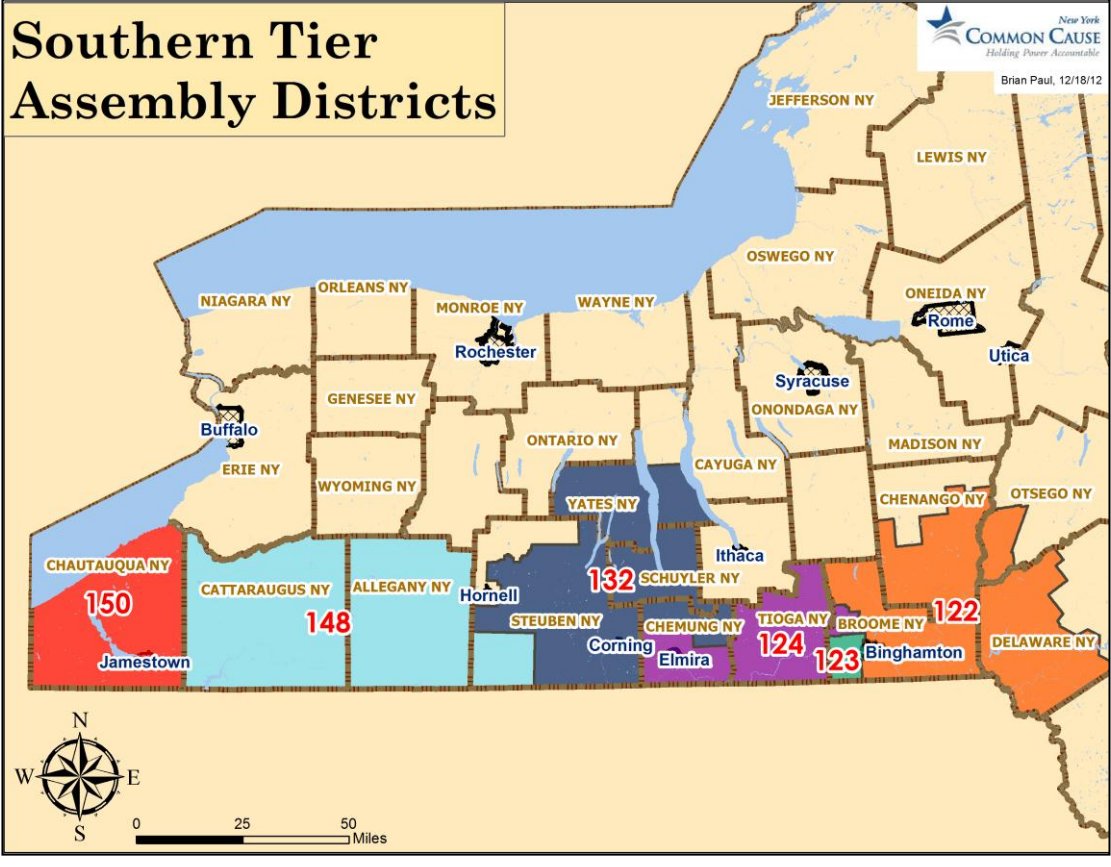 Southern Tier
Assembly Districts
New York
COMMON CAUSE
Holding Power Accountable
Brian Paul, 12/18/12
JEFFERSON NY
LEWIS NY
OSWEGO NY
ORLEANS NY
NIAGARA NY
MONROE NY
WAYNE NY
ONEIDA NY
Rome
Rochester
Utica
Syracuse
GENESEE NY
ONONDAGA NY
Buffalo
ONTARIO NY
MADISON NY
ERIE NY
CAYUGA NY
WYOMING NY
YATES NY
CHENANGO NY
OTSEGO NY
Ithaca
CHAUTAUQUA NY
CATTARAUGUS NY
ALLEGANY NY
132
SCHUYLER NY
Hornell
150
148
122
STEUBEN NY
CHEMUNG NY
TIOGA NY
BROOME NY
DELAWARE NY
124
Corning
Binghamton
Jamestown
Elmira
123
N
W
E
S
0
25
50
Miles